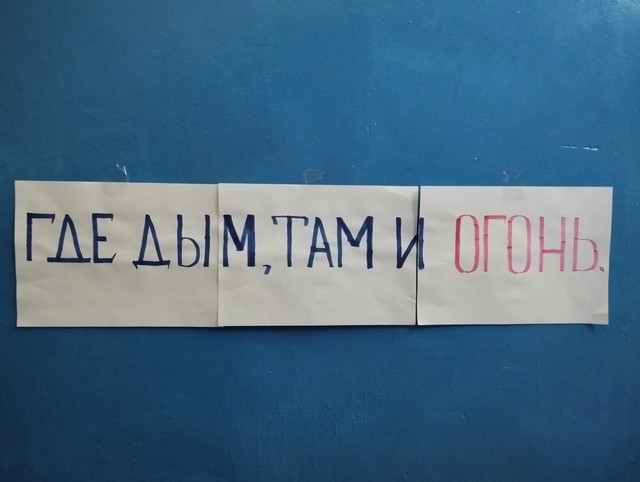 ГДЕ ДЫМ, ТАМ И ОГОНЬ.